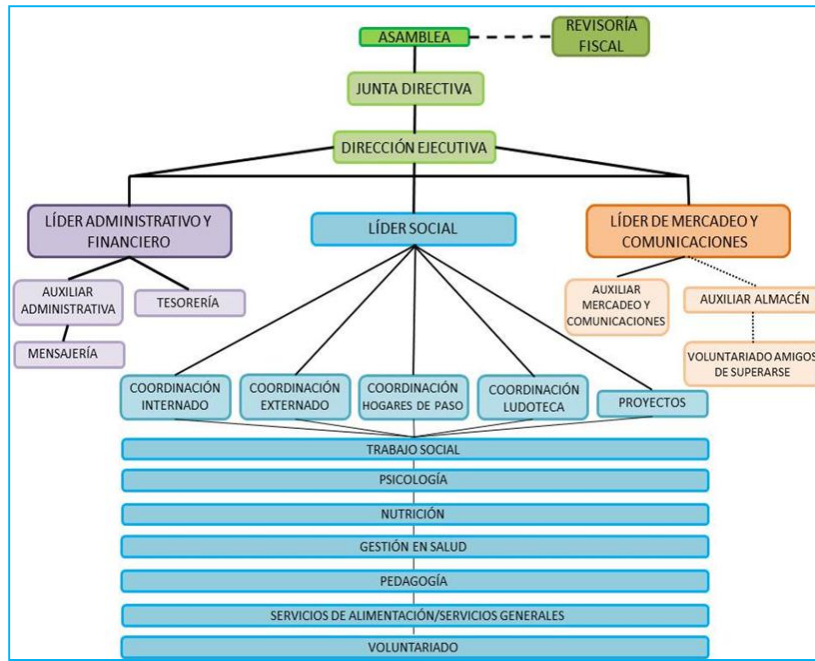 ASAMBLEA
REVISORÍA
FISCAL
JUNTA DIRECTIVA
DIRECCIÓN EJECUTIVA
LÍDER ADMINISTRATIVO Y
FINANCIERO
LÍDER SOCIAL
LÍDER DE MERCADEO Y
COMUNICACIONES
AUXILIAR
ADMINISTRATIVA
TESORERÍA
AUXILIAR
MERCADEO Y
COMUNICACIONES
AUXILIAR ALMACÉN
MENSAJERÍA
VOLUNTARIADO AMIGOS
DE SUPERARSE
COORDINACIÓN
INTERNADO
COORDINACIÓN
EXTERNADO
COORDINACIÓN
HOGARES DE PASO
COORDINACIÓN
LUDOTECA
PROYECTOS
TRABAJO SOCIAL
PSICOLOGÍA
NUTRICIÓN
GESTIÓN EN SALUD
PEDAGOGÍA
SERVICIOS DE ALIMENTACIÓN/SERVICIOS GENERALES
VOLUNTARIADO